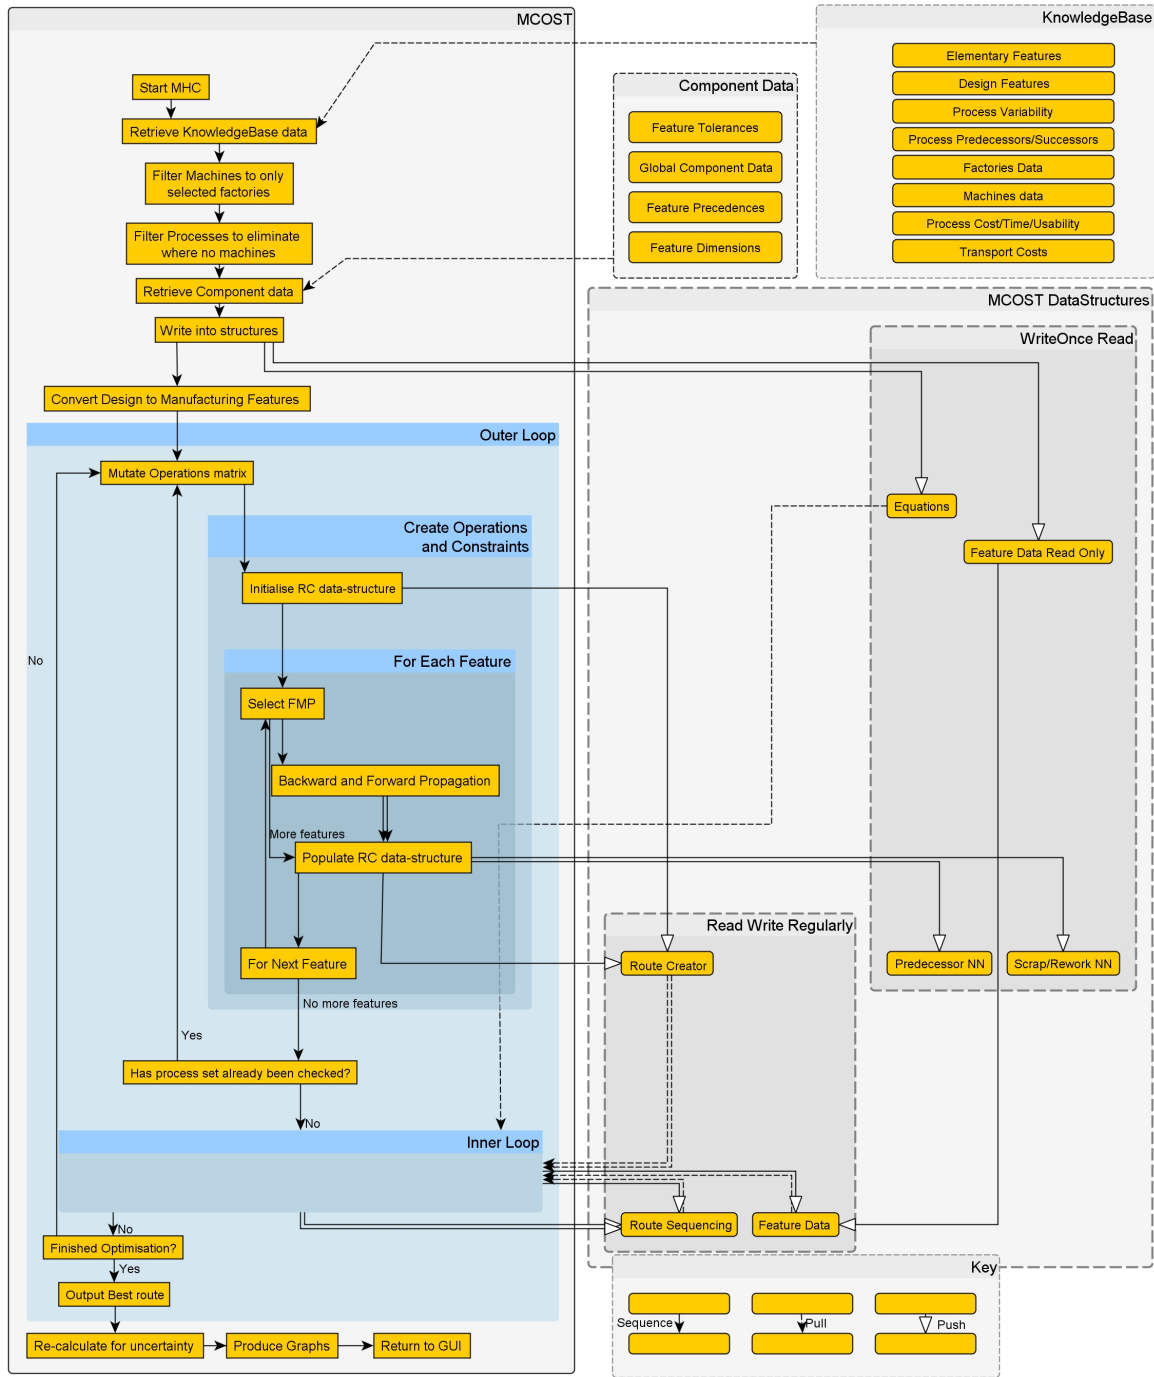 MCOST
KnowledgeBase
Elementary Features
Design Features
Process Variability
Process Predecessors/Successors
Factories Data
Machines data
Process Cost/Time/Usability
Transport Costs
Component Data
Feature Tolerances
Global Component Data
Feature Precedences
Feature Dimensions
Start MHC
Retrieve KnowledgeBase data
Filter Machines to only
selected factories
Filter Processes to eliminate
where no machines
Retrieve Component data
Write into structures
Convert Design to Manufacturing Features
MCOST DataStructures
WriteOnce Read
Equations
Feature Data Read Only
Predecessor NN
Scrap/Rework NN
Outer Loop
Mutate Operations matrix
Create Operations
and Constraints
Initialise RC data-structure
For Each Feature
No
Select FMP
Backward and Forward Propagation
More features
Populate RC data-structure
For Next Feature
No more features
Yes
Has process set already been checked?
No
Inner Loop
Read Write Regularly
Route Creator
Route Sequencing
Feature Data
No
Finished Optimisation?
Yes
Output Best route
Re-calculate for uncertainty
Produce Graphs
Return to GUI
Key
Sequence
Pull
Push